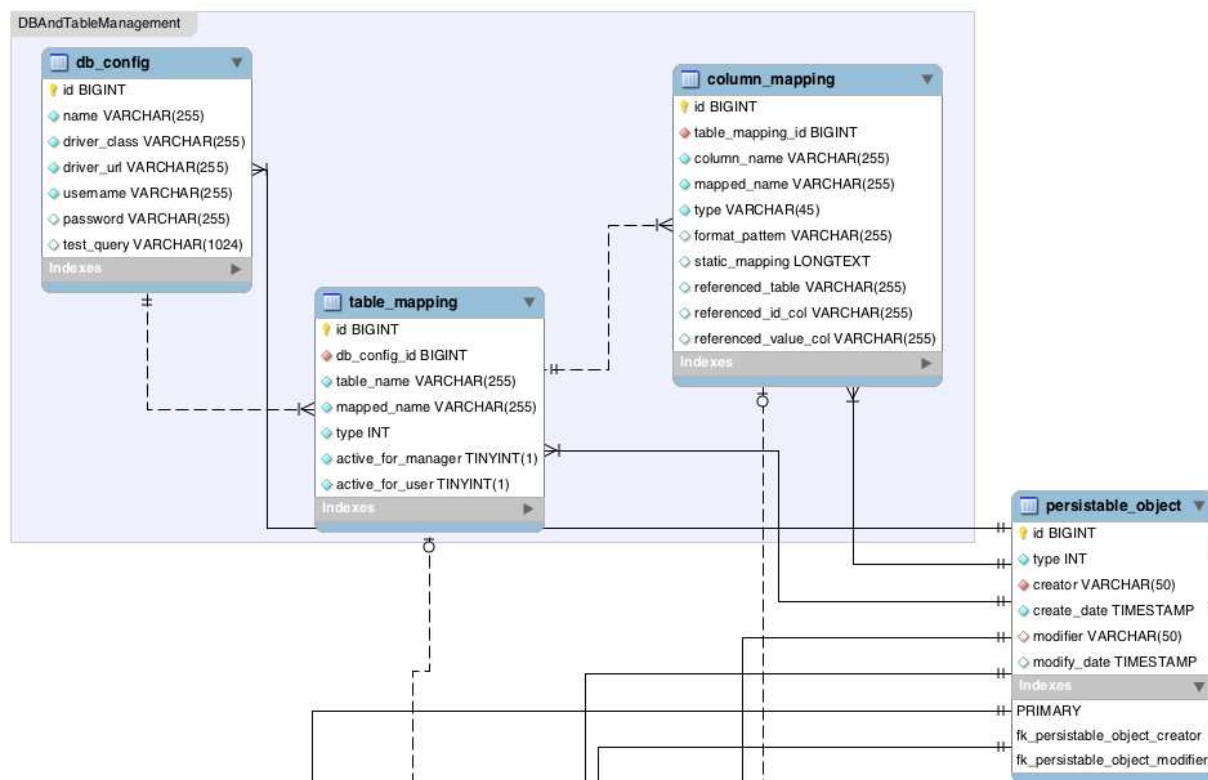 DBAndTableManagement
db_config
id BIGINT
name VARCHAR(255)
driver_class VARCHAR(255)
driver_url VARCHAR(255)
username VARCHAR(255)
password VARCHAR(255)
test_query VARCHAR(1024)
Indexes
table_mapping
id BIGINT
db_config_id BIGINT
table_name VARCHAR(255)
mapped_name VARCHAR(255)
type INT
active_for_manager TINYINT(1)
active_for_user TINYINT(1)
Indexes
column_mapping
id BIGINT
table_mapping_id BIGINT
column_name VARCHAR(255)
mapped_name VARCHAR(255)
type VARCHAR(45)
format_pattern VARCHAR(255)
static_mapping LONGTEXT
referenced_table VARCHAR(255)
referenced_id_col VARCHAR(255)
referenced_value_col VARCHAR(255)
Indexes
persistable_object
id BIGINT
type INT
creator VARCHAR(50)
create_date TIMESTAMP
modifier VARCHAR(50)
modify_date TIMESTAMP
Indexes
PRIMARY
fk_persistable_object_creator
fk_persistable_object_modifier